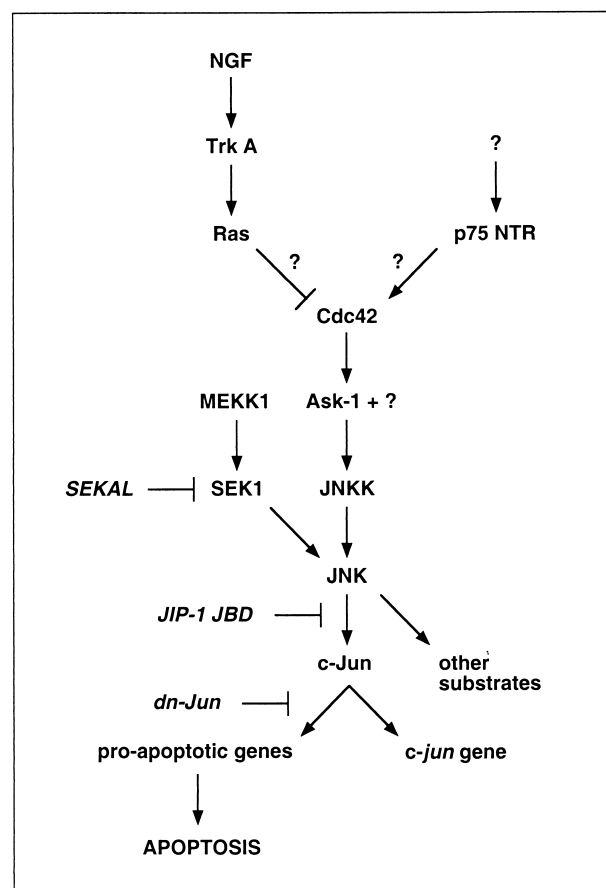 NGF
Trk A
?
Ras
p75 NTR
?
?
Cdc42
MEKK1
Ask-1 + ?
SEKAL
SEK1
JNKK
JNK
JIP-1 JBD
c-Jun
other
substrates
dn-Jun
pro-apoptotic genes
c-jun gene
APOPTOSIS